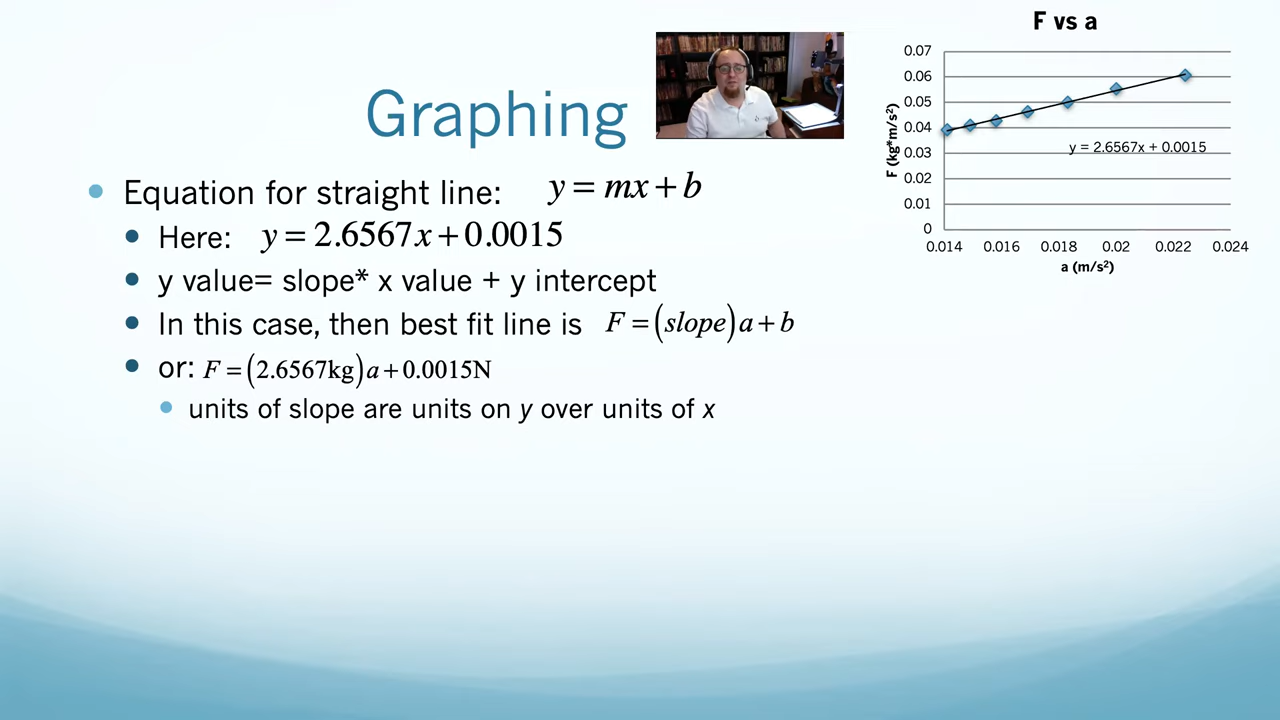 Graphing
Equation for straight line: y = mx + b
Here: y = 2.6567x + 0.0015
y value= slope* x value + y intercept
In this case, then best fit line is F = (slope)a + b
or: F = (2.6567kg)a + 0.0015N
units of slope are units on y over units of x
F vs a
0.07
0.06
0.05
0.04
0.03
0.02
0.01
0
F (kg*m/s²)
y = 2.6567x + 0.0015
0.014 0.016 0.018 0.02 0.022 0.024
a (m/s²)